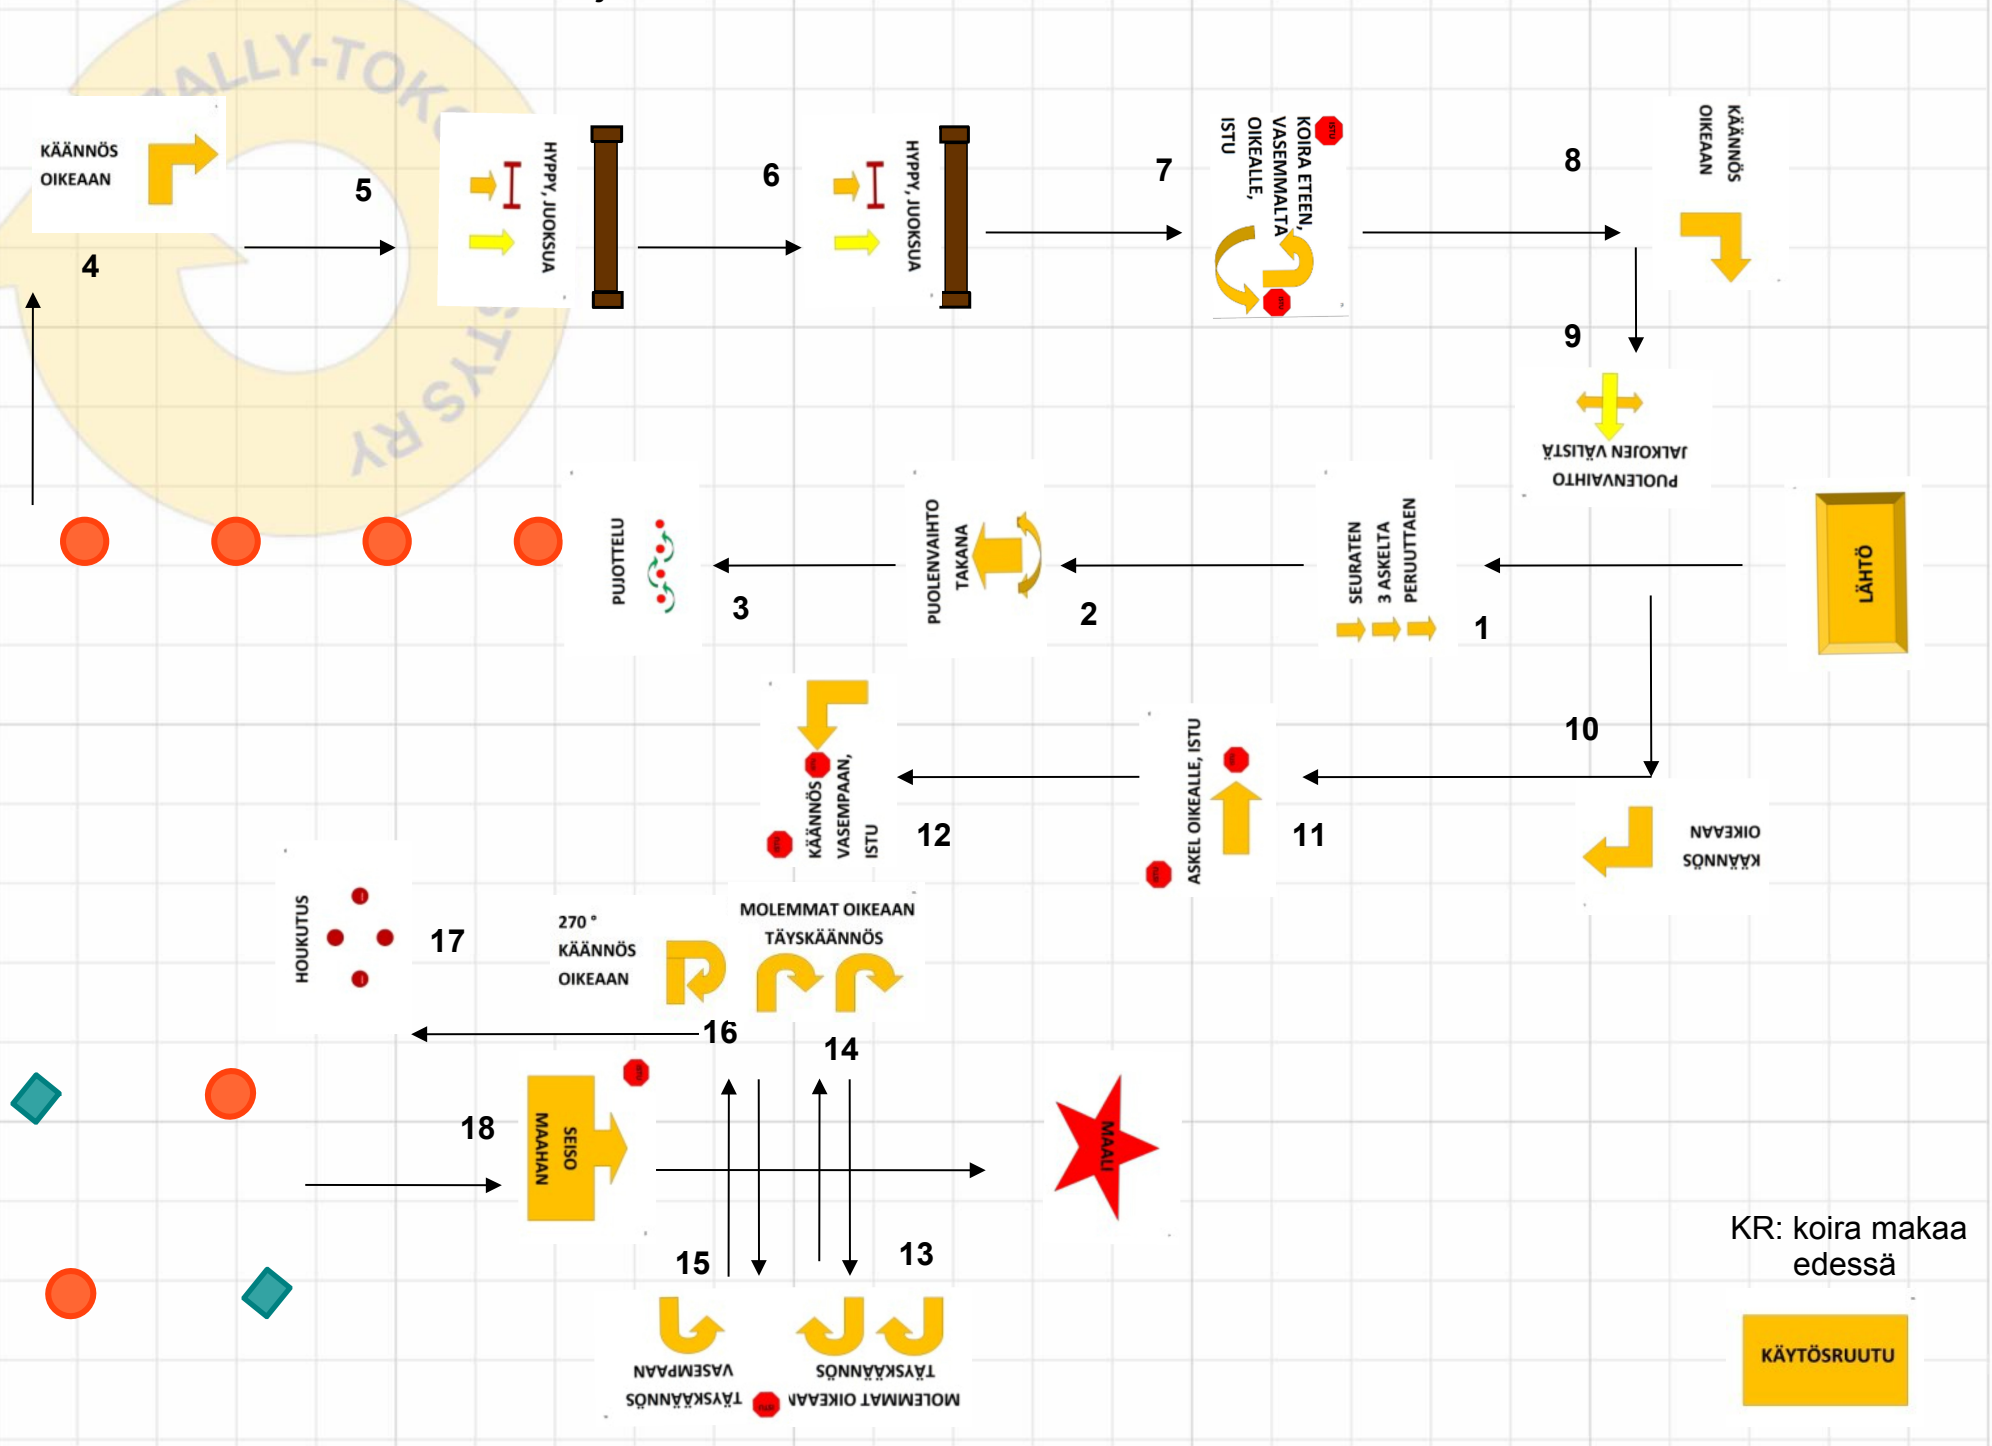 RALLY-TOKO
STYS RY
KÄÄNNÖS
OIKEAAN
4
5
HYPPY, JUOKSUA
6
HYPPY, JUOKSUA
7
ISTU
KOIRA ETEEN,
VASEMMALTA
OIKEALLE,
ISTU
8
KÄÄNNÖS
OIKEAAN
9
PUOLENVAIHTO
JALKOJEN VÄLISTÄ
LÄHTÖ
1
SEURATEN
3 ASKELTA
PERUUTTAEN
2
PUOLENVAIHTO
TAKANA
3
PUJOTTELU
10
KÄÄNNÖS
OIKEAAN
11
ASKEL OIKEALLE, ISTU
12
KÄÄNNÖS
VASEMPAAN,
ISTU
13
MOLEMMAT OIKEAAN
TÄYSKÄÄNNÖS
14
MOLEMMAT OIKEAAN
TÄYSKÄÄNNÖS
15
TÄYSKÄÄNNÖS
VASEMPAAN
16
270 °
KÄÄNNÖS
OIKEAAN
17
HOUKUTUS
18
SEISO
MAAHAN
MAALI
KR: koira makaa
edessä
KÄYTÖSRUUTU